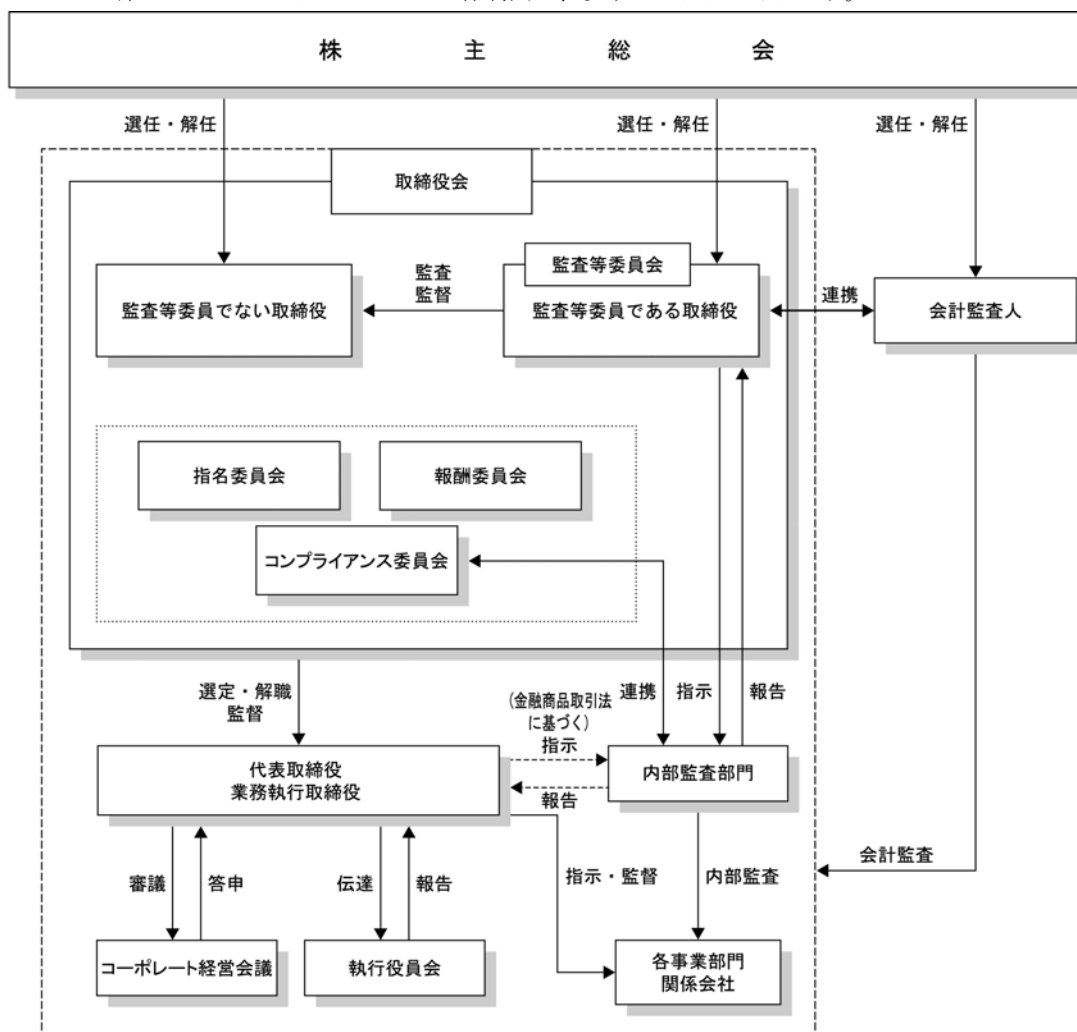 株主総会
選任・解任
選任・解任
選任・解任
取締役会
監査等委員会
監査等委員でない取締役
監査
監督
監査等委員である取締役
連携
会計監査人
指名委員会
報酬委員会
コンプライアンス委員会
選定・解職
監督
(金融商品取引法
に基づく)
指示
連携
指示
報告
代表取締役
業務執行取締役
報告
内部監査部門
審議
答申
伝達
報告
指示・監督
内部監査
会計監査
コーポレート経営会議
執行役員会
各事業部門
関係会社